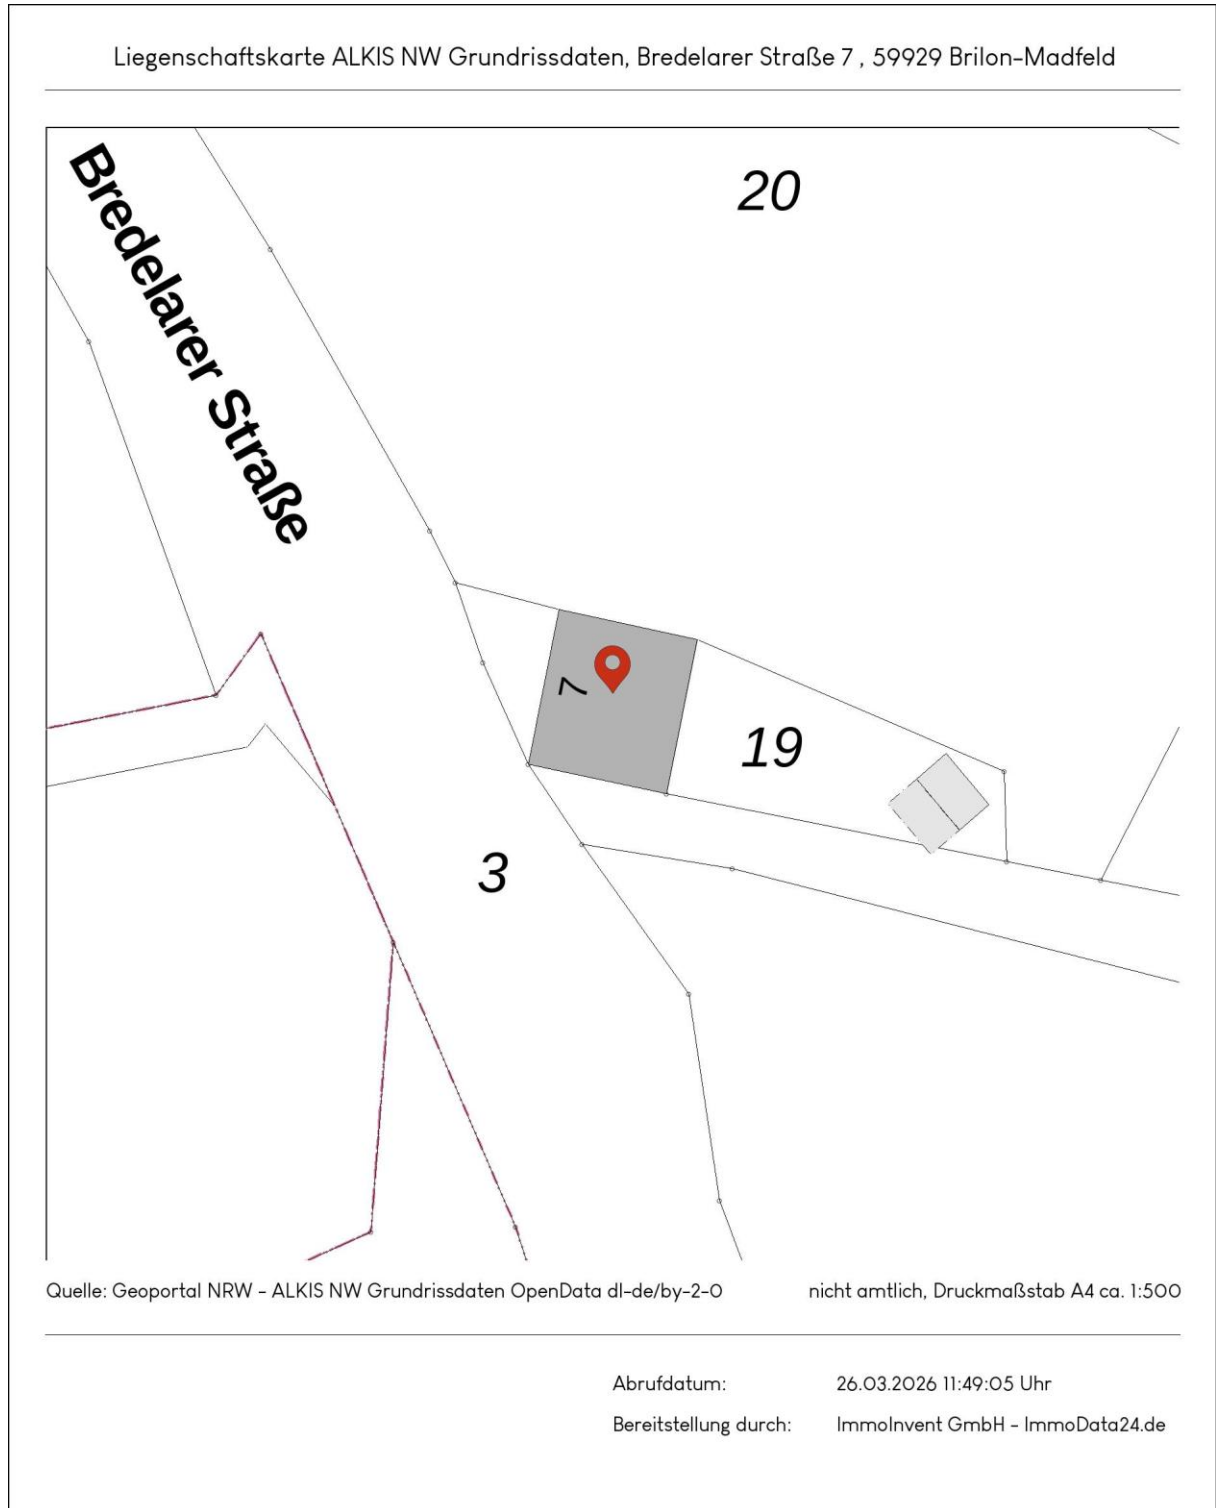 Liegenschaftskarte ALKIS NW Grundrissdaten, Bredelarer Straße 7 , 59929 Brilon-Madfeld
Bredelarer Straße
20
7
19
3
Quelle: Geoportal NRW - ALKIS NW Grundrissdaten OpenData dl-de/by-2-0
nicht amtlich, Druckmaßstab A4 ca. 1:500
Abrufdatum: 26.03.2026 11:49:05 Uhr
Bereitstellung durch: ImmoInvent GmbH - ImmoData24.de